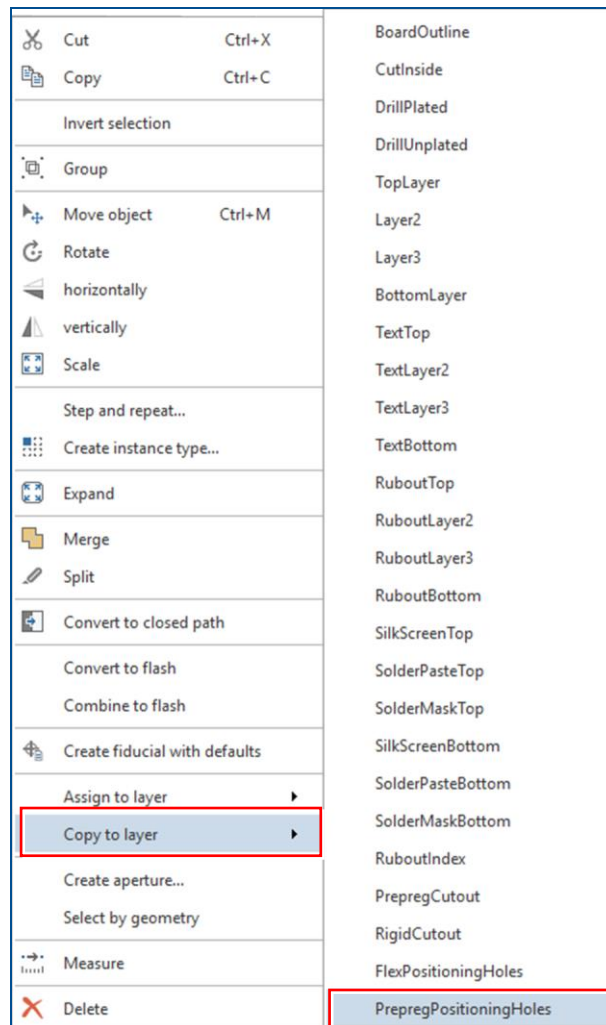 Cut Ctrl+X
Copy Ctrl+C
Invert selection
Group
Move object Ctrl+M
Rotate
horizontally
vertically
Scale
Step and repeat...
Create instance type...
Expand
Merge
Split
Convert to closed path
Convert to flash
Combine to flash
Create fiducial with defaults
Assign to layer
Copy to layer
Create aperture...
Select by geometry
Measure
Delete
BoardOutline
CutInside
DrillPlated
DrillUnplated
TopLayer
Layer2
Layer3
BottomLayer
TextTop
TextLayer2
TextLayer3
TextBottom
RuboutTop
RuboutLayer2
RuboutLayer3
RuboutBottom
SilkScreenTop
SolderPasteTop
SolderMaskTop
SilkScreenBottom
SolderPasteBottom
SolderMaskBottom
RuboutIndex
PrepregCutout
RigidCutout
FlexPositioningHoles
PrepregPositioningHoles